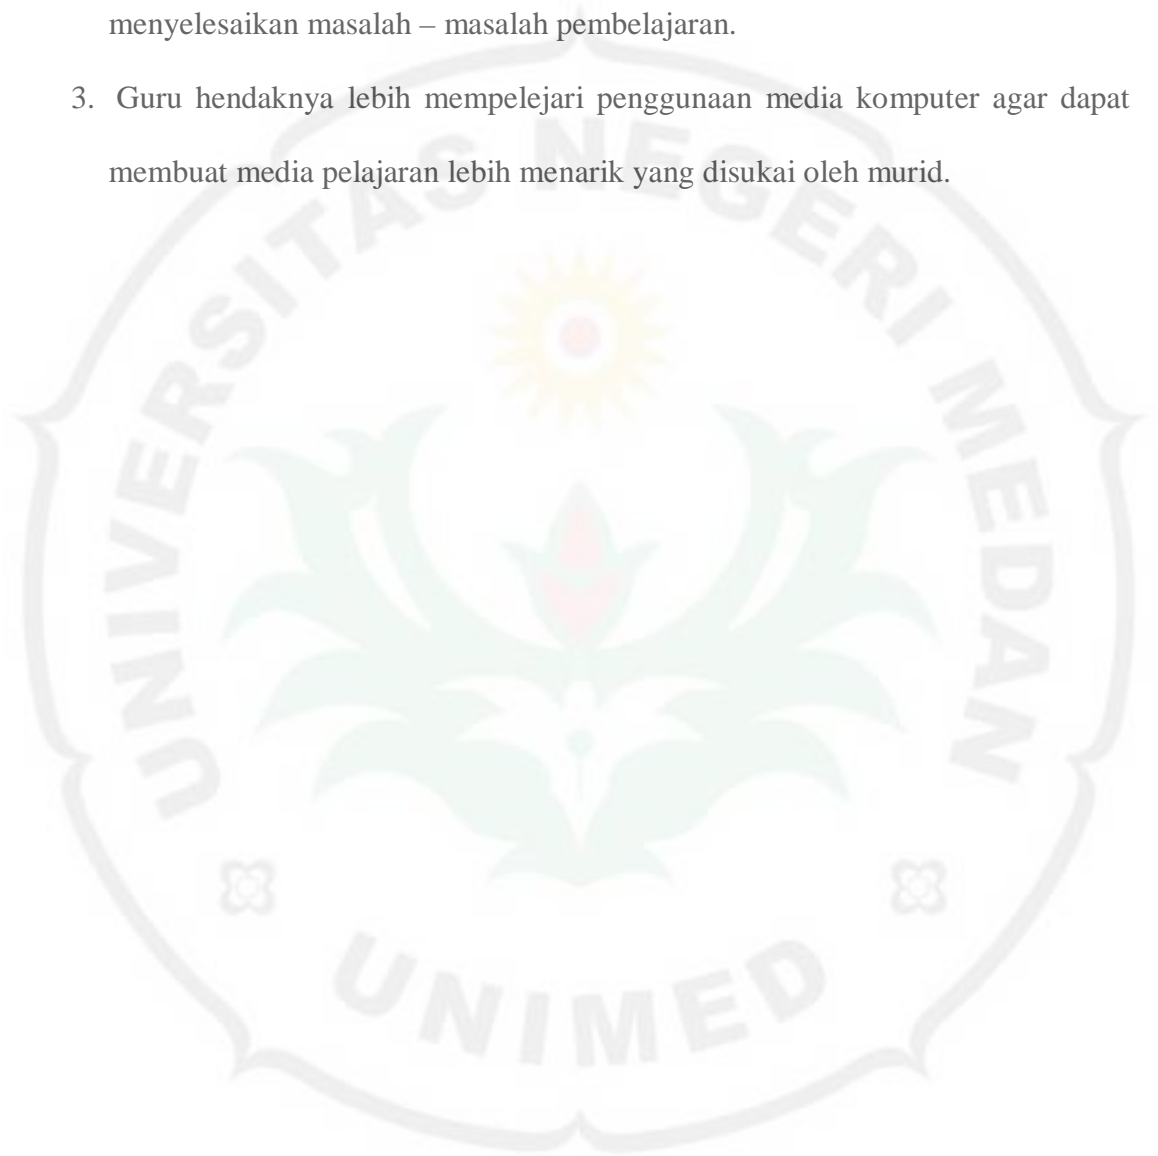 menyelesaikan masalah – masalah pembelajaran.
3. Guru hendaknya lebih mempelejari penggunaan media komputer agar dapat
membuat media pelajaran lebih menarik yang disukai oleh murid.
UNIVERSITAS NEGERI MEDAN
UNIMED